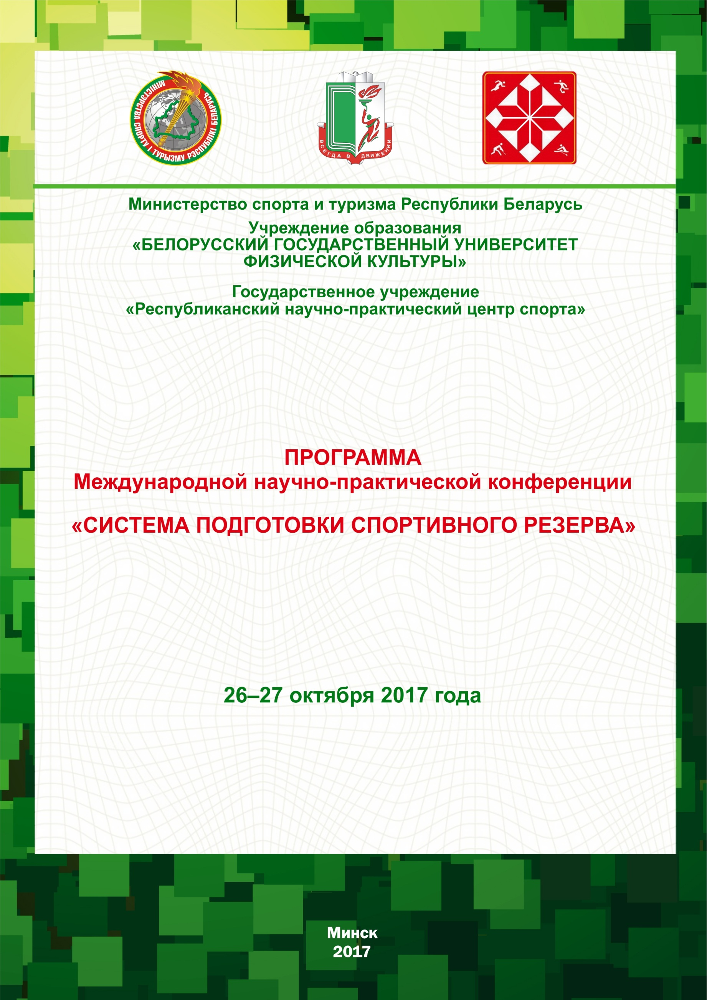 МІНІСТЭРСТВА СПОРТУ І ТУРЫЗМУ РЭСПУБЛІКІ БЕЛАРУСЬ
ВСЕГДА В ДВИЖЕНИИ
Министерство спорта и туризма Республики Беларусь
Учреждение образования
«БЕЛОРУССКИЙ ГОСУДАРСТВЕННЫЙ УНИВЕРСИТЕТ
ФИЗИЧЕСКОЙ КУЛЬТУРЫ»
Государственное учреждение
«Республиканский научно-практический центр спорта»
ПРОГРАММА
Международной научно-практической конференции
«СИСТЕМА ПОДГОТОВКИ СПОРТИВНОГО РЕЗЕРВА»
26–27 октября 2017 года
Минск
2017